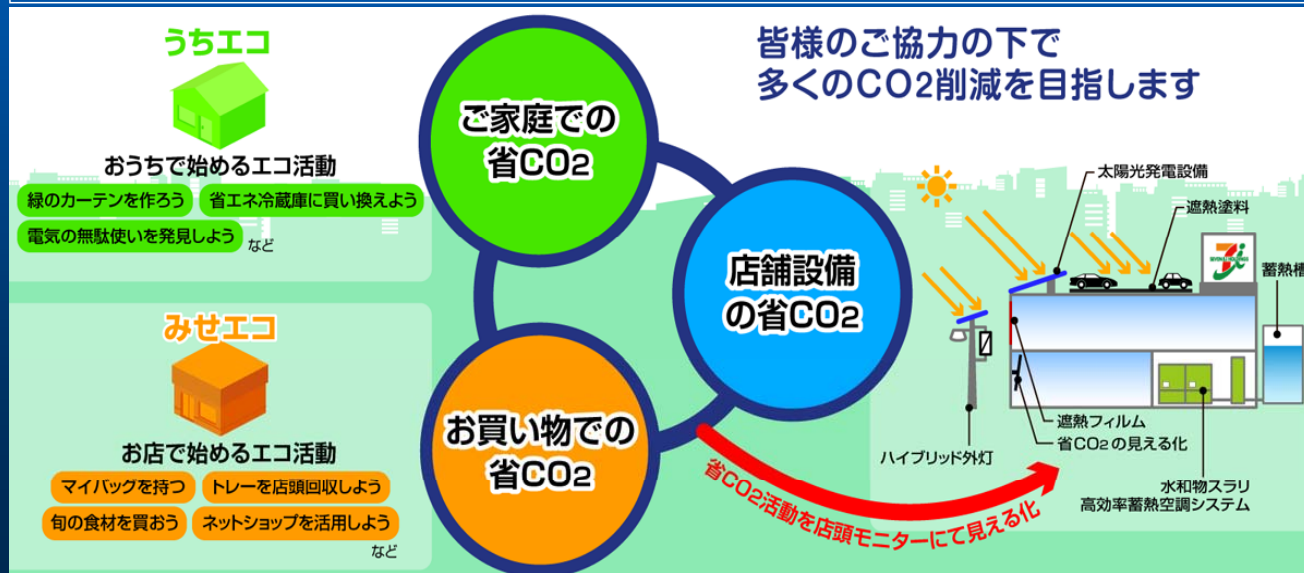 うちエコ
おうちで始めるエコ活動
緑のカーテンを作ろう
省エネ冷蔵庫に買い換えよう
電気の無駄使いを発見しよう
など
みせエコ
お店で始めるエコ活動
マイバッグを持つ
トレーを店頭回収しよう
旬の食材を買おう
ネットショップを活用しよう
など
ご家庭での
省CO2
店舗設備
の省CO2
お買い物での
省CO2
皆様のご協力の下で
多くのCO2削減を目指します
太陽光発電設備
遮熱塗料
蓄熱槽
遮熱フィルム
省CO2の見える化
ハイブリッド外灯
水和物スラリ
高効率蓄熱空調システム
省CO2活動を店頭モニターにて見える化